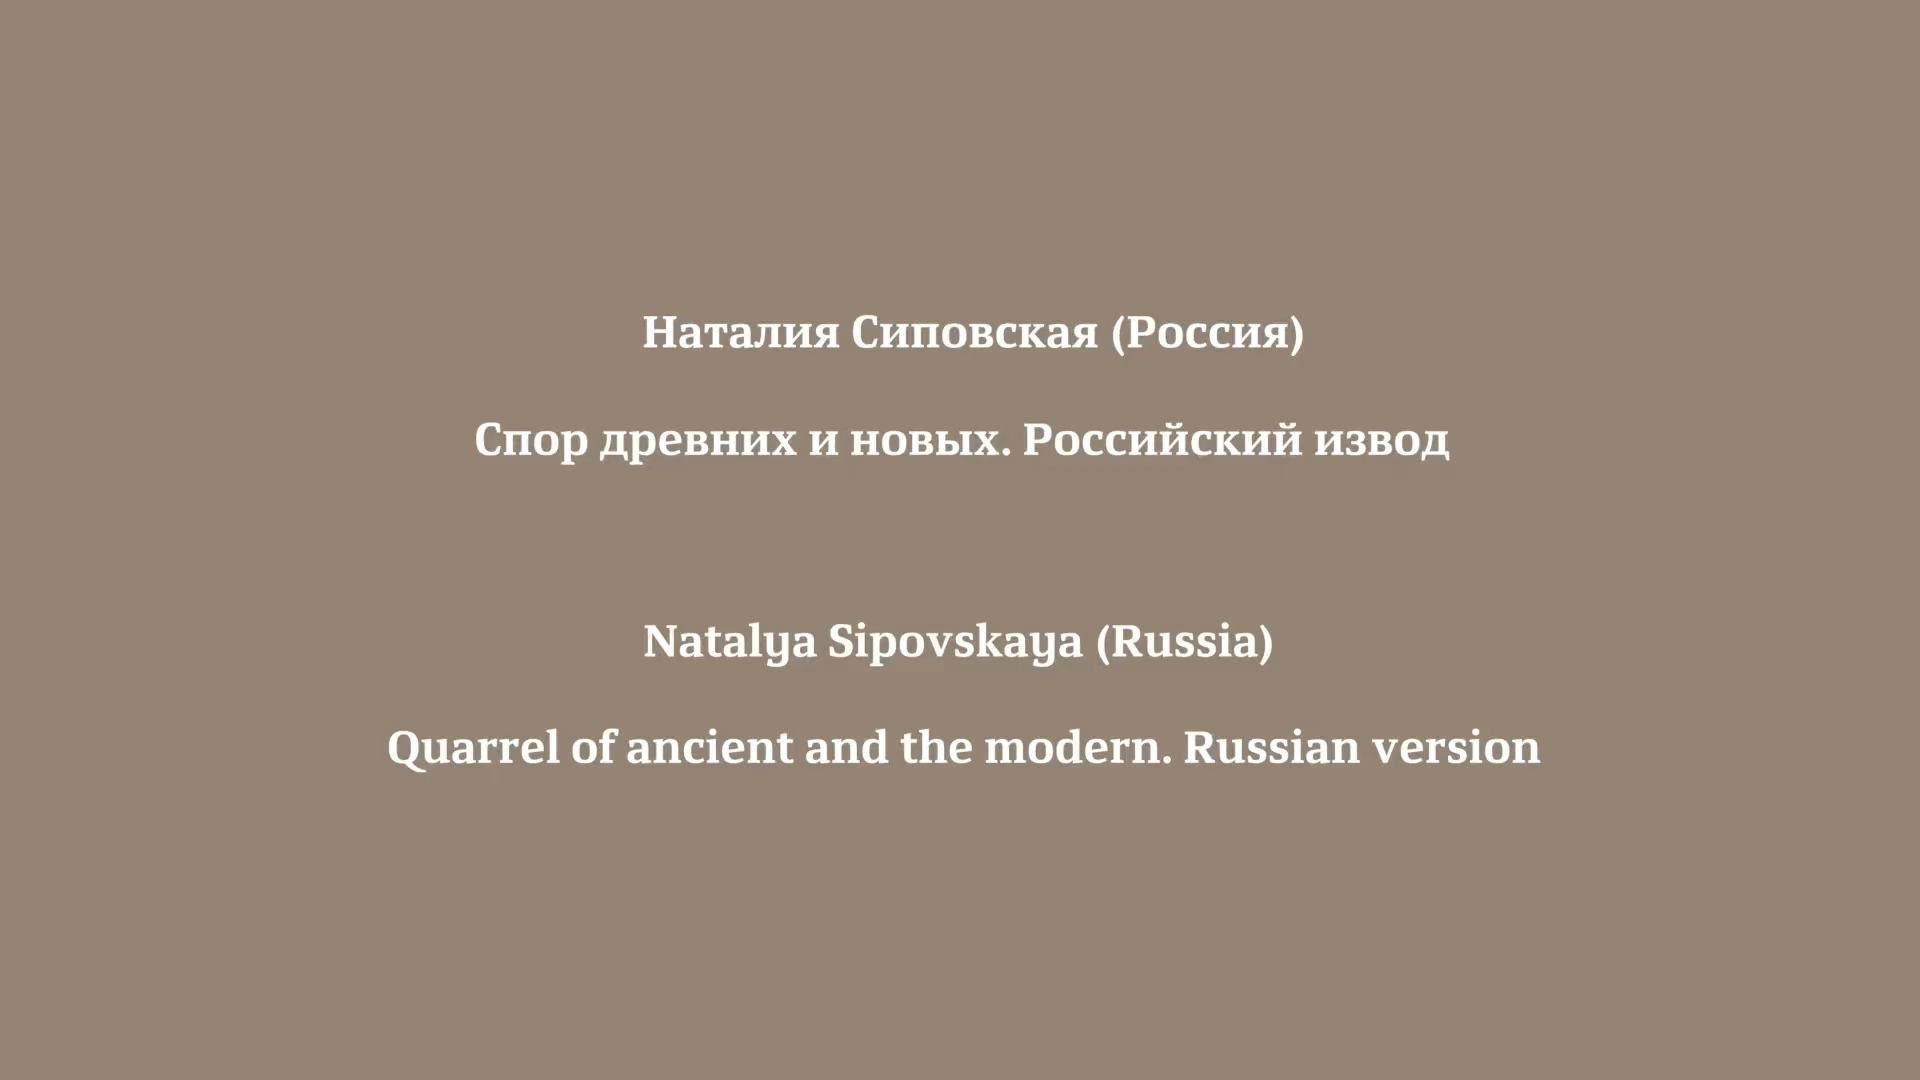 Наталия Сиповская (Россия)
Спор древних и новых. Российский извод
Natalya Sipovskaya (Russia)
Quarrel of ancient and the modern. Russian version